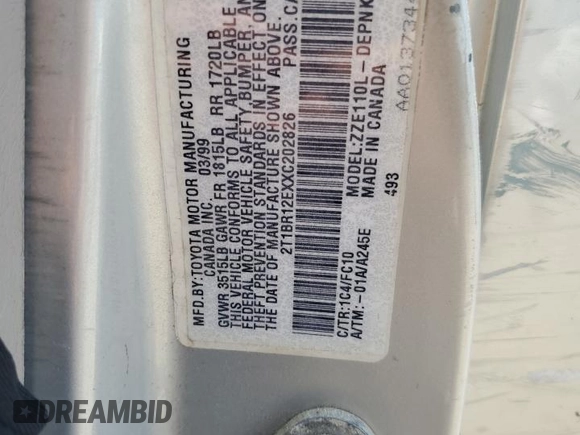 MFD.BY:TOYOTA MOTOR MANUFACTURING
CANADA INC. 03/99
GVWR 3515LB GAWR FR 1815LB RR 1720LB
THIS VEHICLE CONFORMS TO ALL APPLICABLE
FEDERAL MOTOR VEHICLE SAFETY, BUMPER, AND
THEFT PREVENTION STANDARDS IN EFFECT ON
THE DATE OF MANUFACTURE SHOWN ABOVE.
2T1BR12EXXC202826 PASS.CA
C/TR:1C4/FC10 MODEL:ZZE110L-DEPNK
A/TM:-01A/A245E MADE IN CANADA
493
AA0137344
DREAMBID